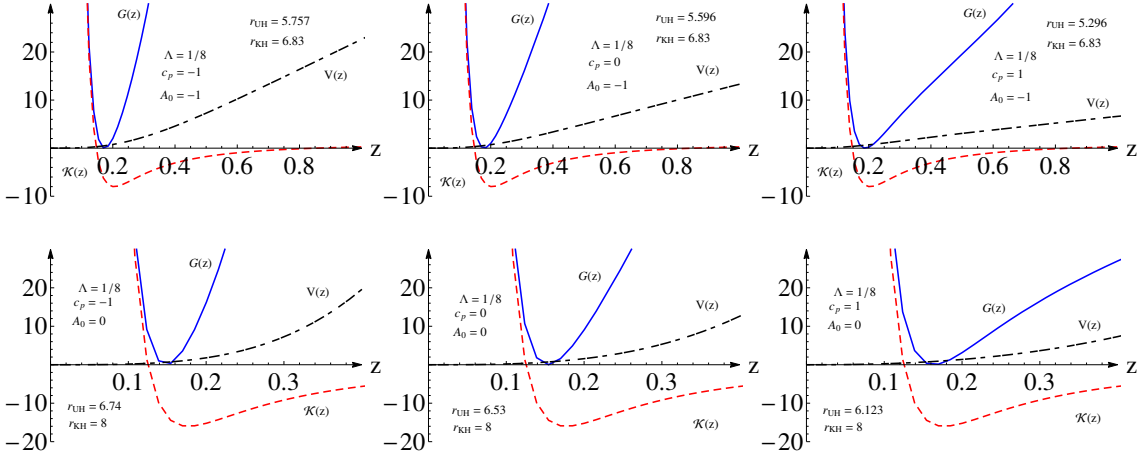 G(z)
r_UH = 5.757
r_KH = 6.83
Λ = 1/8
c_p = −1
A_0 = −1
V(z)
20
10
−10
0.2 0.4 0.6 0.8 z
𝒦(z)
G(z)
r_UH = 5.596
r_KH = 6.83
Λ = 1/8
c_p = 0
A_0 = −1
V(z)
20
10
−10
0.2 0.4 0.6 0.8 z
𝒦(z)
G(z)
r_UH = 5.296
r_KH = 6.83
Λ = 1/8
c_p = 1
A_0 = −1
V(z)
20
10
−10
0.2 0.4 0.6 0.8 z
𝒦(z)
G(z)
Λ = 1/8
c_p = −1
A_0 = 0
V(z)
20
10
−10
−20
0.1 0.2 0.3 z
r_UH = 6.74
r_KH = 8
𝒦(z)
G(z)
Λ = 1/8
c_p = 0
A_0 = 0
V(z)
20
10
−10
−20
0.1 0.2 0.3 z
r_UH = 6.53
r_KH = 8
𝒦(z)
Λ = 1/8
c_p = 1
A_0 = 0
G(z)
V(z)
20
10
−10
−20
0.1 0.2 0.3 z
r_UH = 6.123
r_KH = 8
𝒦(z)